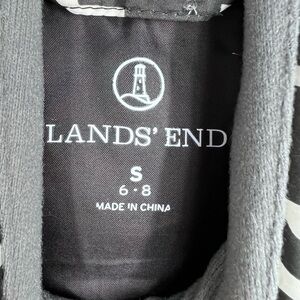 LANDS' END
S
6 • 8
MADE IN CHINA